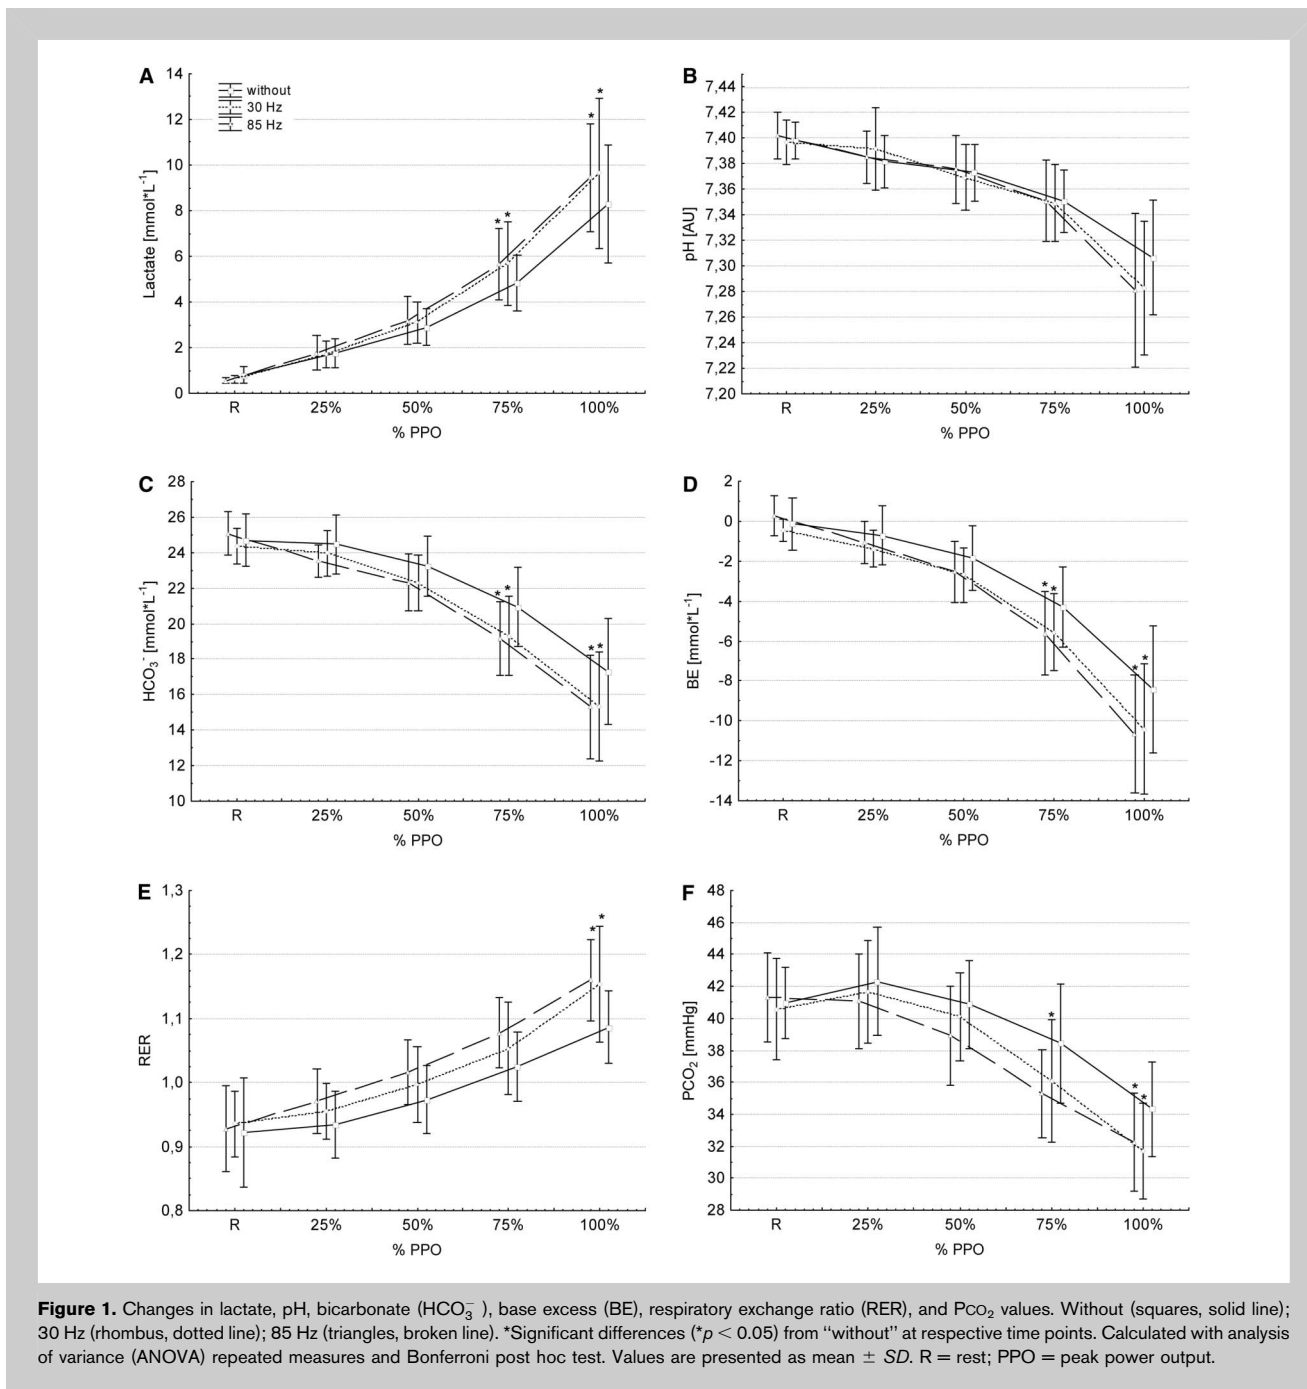 A
14
12
10
8
6
4
2
0
Lactate [mmol*L-1]
without
30 Hz
85 Hz
* *
* *
R 25% 50% 75% 100%
% PPO
B
7,44
7,40
7,38
7,36
7,34
7,32
7,30
7,28
7,26
7,24
7,22
7,20
pH [AU]
R 25% 50% 75% 100%
% PPO
C
28
26
24
22
20
18
16
14
12
10
HCO3- [mmol*L-1]
* *
* *
R 25% 50% 75% 100%
% PPO
D
2
0
-2
-4
-6
-8
-10
-12
-14
BE [mmol*L-1]
* *
* *
R 25% 50% 75% 100%
% PPO
E
1,3
1,2
1,1
1,0
0,9
0,8
RER
* *
R 25% 50% 75% 100%
% PPO
F
48
46
44
42
40
38
36
34
32
30
28
PCO2 [mmHg]
*
* *
R 25% 50% 75% 100%
% PPO
Figure 1. Changes in lactate, pH, bicarbonate (HCO3− ), base excess (BE), respiratory exchange ratio (RER), and PCO2 values. Without (squares, solid line);
30 Hz (rhombus, dotted line); 85 Hz (triangles, broken line). *Significant differences (*p < 0.05) from “without” at respective time points. Calculated with analysis
of variance (ANOVA) repeated measures and Bonferroni post hoc test. Values are presented as mean ± SD. R = rest; PPO = peak power output.